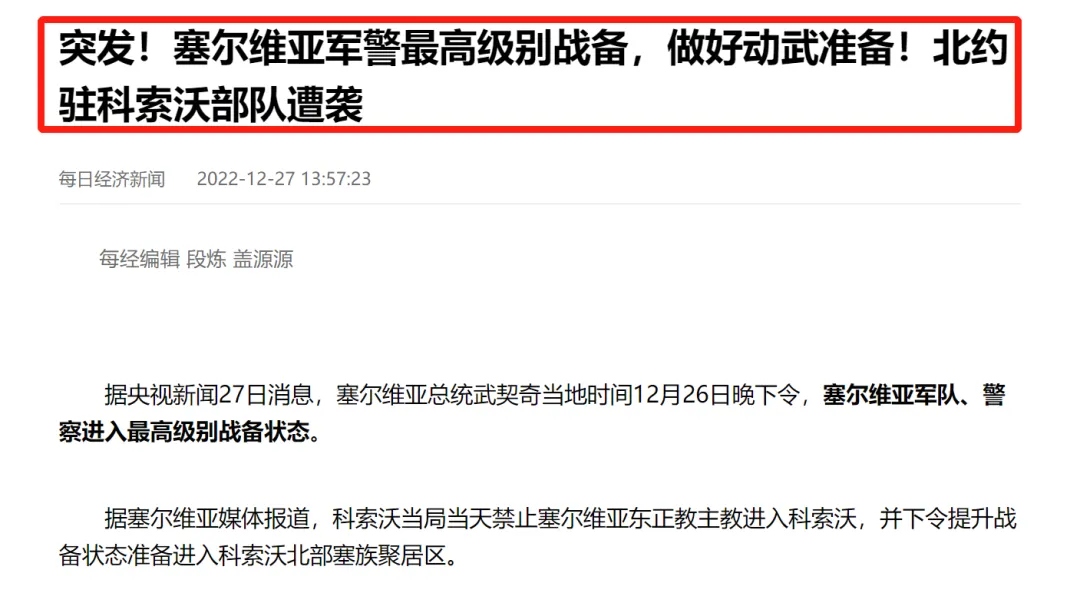 突发！塞尔维亚军警最高级别战备，做好动武准备！北约
驻科索沃部队遭袭
每日经济新闻 2022-12-27 13:57:23
每经编辑 段炼 盖源源
据央视新闻27日消息，塞尔维亚总统武契奇当地时间12月26日晚下令，塞尔维亚军队、警
察进入最高级别战备状态。
据塞尔维亚媒体报道，科索沃当局当天禁止塞尔维亚东正教主教进入科索沃，并下令提升战
备状态准备进入科索沃北部塞族聚居区。